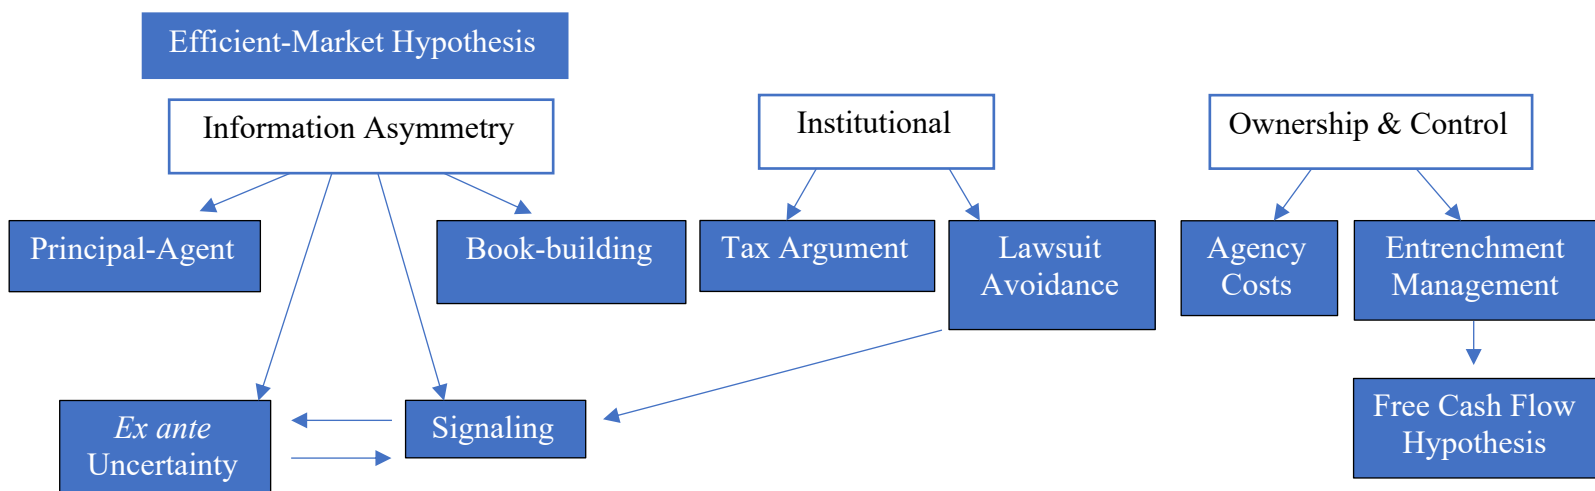 Efficient-Market Hypothesis
Information Asymmetry
Institutional
Ownership & Control
Principal-Agent
Book-building
Tax Argument
Lawsuit
Avoidance
Agency
Costs
Entrenchment
Management
Ex ante
Uncertainty
Signaling
Free Cash Flow
Hypothesis